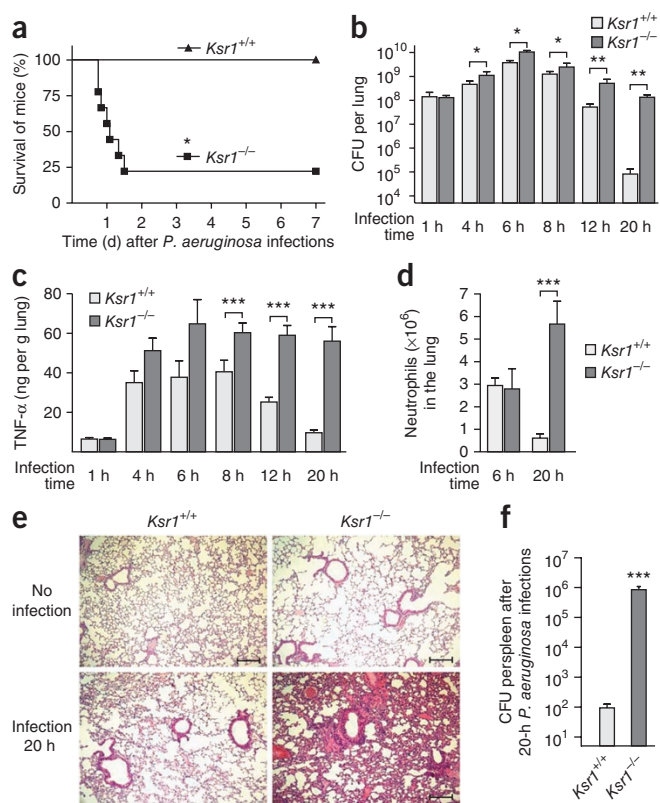 a
Ksr1+/+
Ksr1−/−
*
Survival of mice (%)
100
75
50
25
0
1 2 3 4 5 6 7
Time (d) after P. aeruginosa infections
b
Ksr1+/+
Ksr1−/−
* * * ** **
CFU per lung
10^10
10^9
10^8
10^7
10^6
10^5
10^4
Infection time
1 h 4 h 6 h 8 h 12 h 20 h
c
Ksr1+/+
Ksr1−/−
*** *** ***
TNF-α (ng per g lung)
80
60
40
20
Infection time
1 h 4 h 6 h 8 h 12 h 20 h
d
***
Ksr1+/+
Ksr1−/−
Neutrophils (×10^6) in the lung
7
6
5
4
3
2
1
0
Infection time
6 h 20 h
e
Ksr1+/+ Ksr1−/−
No infection
Infection 20 h
f
***
CFU perspleen after 20-h P. aeruginosa infections
10^6
10^5
10^4
10^3
10^2
10^1
Ksr1+/+
Ksr1−/−